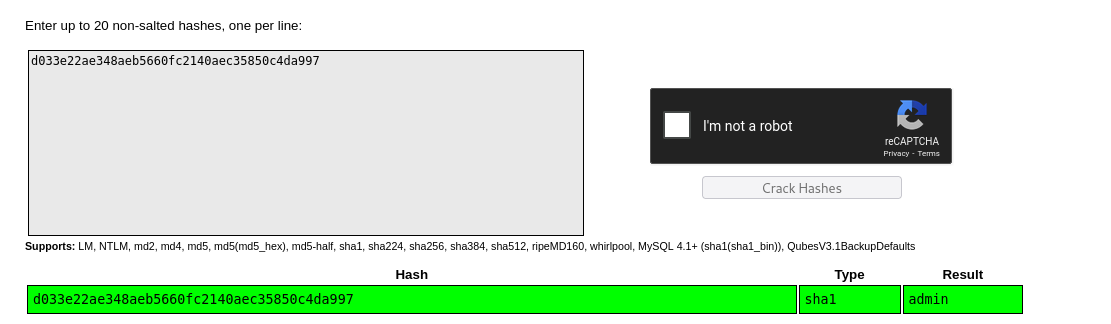 Enter up to 20 non-salted hashes, one per line:
d033e22ae348aeb5660fc2140aec35850c4da997
I'm not a robot
reCAPTCHA
Privacy - Terms
Crack Hashes
Supports: LM, NTLM, md2, md4, md5, md5(md5_hex), md5-half, sha1, sha224, sha256, sha384, sha512, ripeMD160, whirlpool, MySQL 4.1+ (sha1(sha1_bin)), QubesV3.1BackupDefaults
Hash Type Result
d033e22ae348aeb5660fc2140aec35850c4da997 sha1 admin